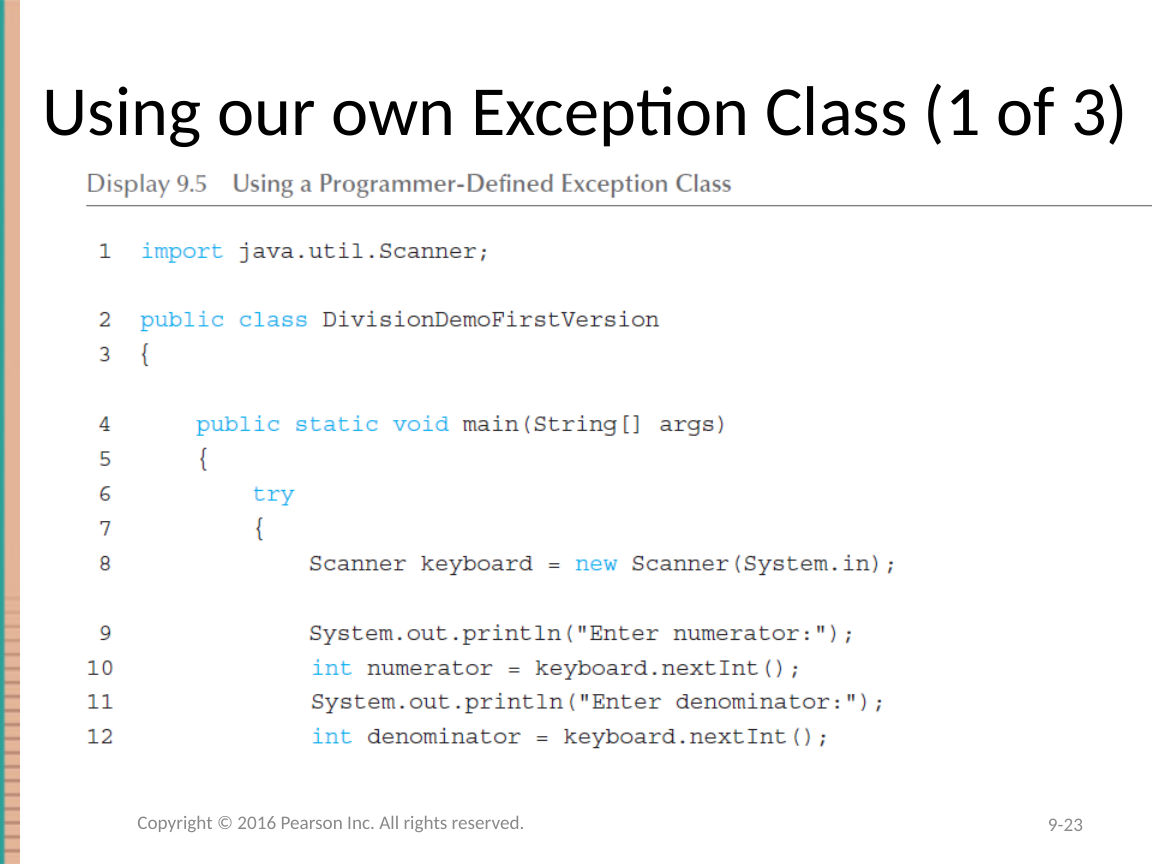 Using our own Exception Class (1 of 3)
Display 9.5 Using a Programmer-Defined Exception Class
1 import java.util.Scanner;
2 public class DivisionDemoFirstVersion
3 {
4 public static void main(String[] args)
5 {
6 try
7 {
8 Scanner keyboard = new Scanner(System.in);
9 System.out.println("Enter numerator:");
10 int numerator = keyboard.nextInt();
11 System.out.println("Enter denominator:");
12 int denominator = keyboard.nextInt();
Copyright © 2016 Pearson Inc. All rights reserved.
9-23